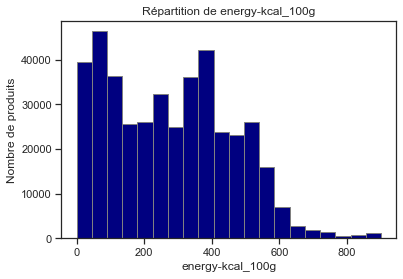 Répartition de energy-kcal_100g
Nombre de produits
40000
30000
20000
10000
0
0 200 400 600 800
energy-kcal_100g